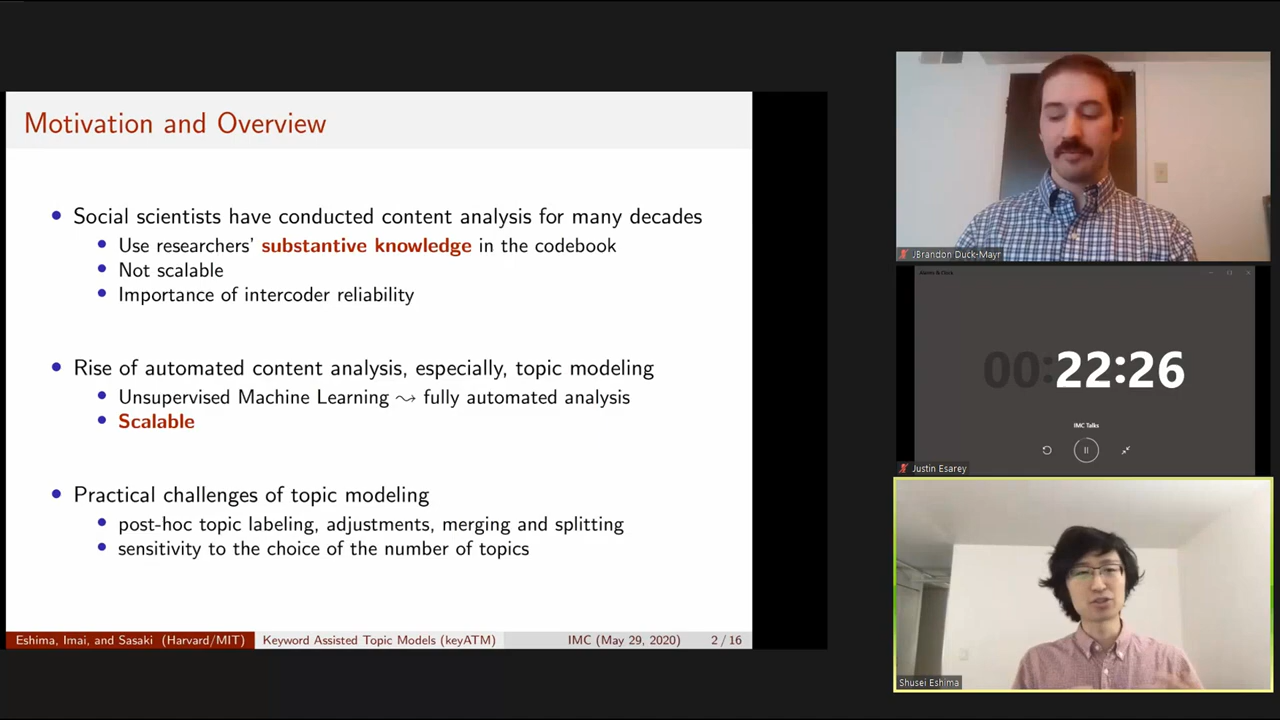 Motivation and Overview
Social scientists have conducted content analysis for many decades
Use researchers' substantive knowledge in the codebook
Not scalable
Importance of intercoder reliability
Rise of automated content analysis, especially, topic modeling
Unsupervised Machine Learning ⤳ fully automated analysis
Scalable
Practical challenges of topic modeling
post-hoc topic labeling, adjustments, merging and splitting
sensitivity to the choice of the number of topics
Eshima, Imai, and Sasaki (Harvard/MIT) Keyword Assisted Topic Models (keyATM) IMC (May 29, 2020) 2 / 16
JBrandon Duck-Mayr
Alarms & Clock
00:22:26
IMC Talks
Justin Esarey
Shusei Eshima